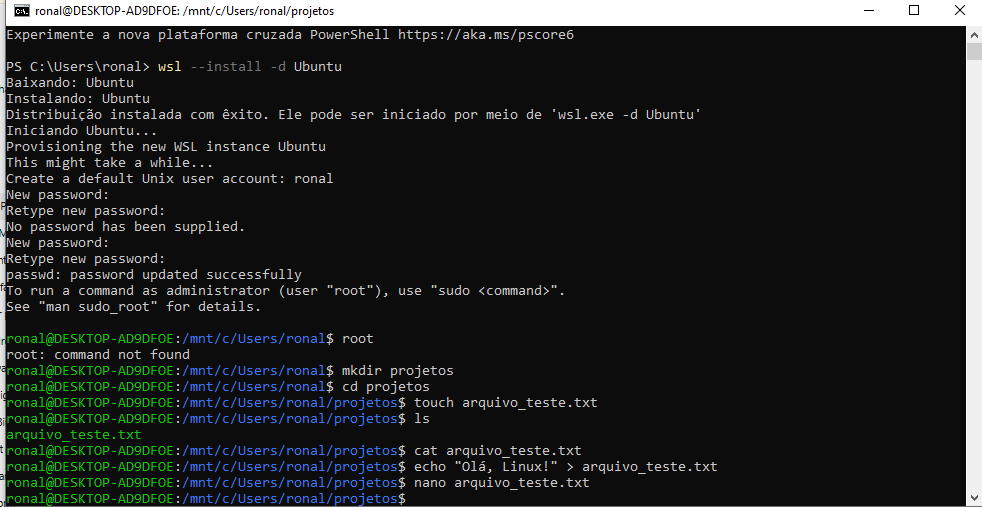 ronal@DESKTOP-AD9DFOE: /mnt/c/Users/ronal/projetos
Experimente a nova plataforma cruzada PowerShell https://aka.ms/pscore6
PS C:\Users\ronal> wsl --install -d Ubuntu
Baixando: Ubuntu
Instalando: Ubuntu
Distribuição instalada com êxito. Ele pode ser iniciado por meio de 'wsl.exe -d Ubuntu'
Iniciando Ubuntu...
Provisioning the new WSL instance Ubuntu
This might take a while...
Create a default Unix user account: ronal
New password:
Retype new password:
No password has been supplied.
New password:
Retype new password:
passwd: password updated successfully
To run a command as administrator (user "root"), use "sudo <command>".
See "man sudo_root" for details.
ronal@DESKTOP-AD9DFOE:/mnt/c/Users/ronal$ root
root: command not found
ronal@DESKTOP-AD9DFOE:/mnt/c/Users/ronal$ mkdir projetos
ronal@DESKTOP-AD9DFOE:/mnt/c/Users/ronal$ cd projetos
ronal@DESKTOP-AD9DFOE:/mnt/c/Users/ronal/projetos$ touch arquivo_teste.txt
ronal@DESKTOP-AD9DFOE:/mnt/c/Users/ronal/projetos$ ls
arquivo_teste.txt
ronal@DESKTOP-AD9DFOE:/mnt/c/Users/ronal/projetos$ cat arquivo_teste.txt
ronal@DESKTOP-AD9DFOE:/mnt/c/Users/ronal/projetos$ echo "Olá, Linux!" > arquivo_teste.txt
ronal@DESKTOP-AD9DFOE:/mnt/c/Users/ronal/projetos$ nano arquivo_teste.txt
ronal@DESKTOP-AD9DFOE:/mnt/c/Users/ronal/projetos$